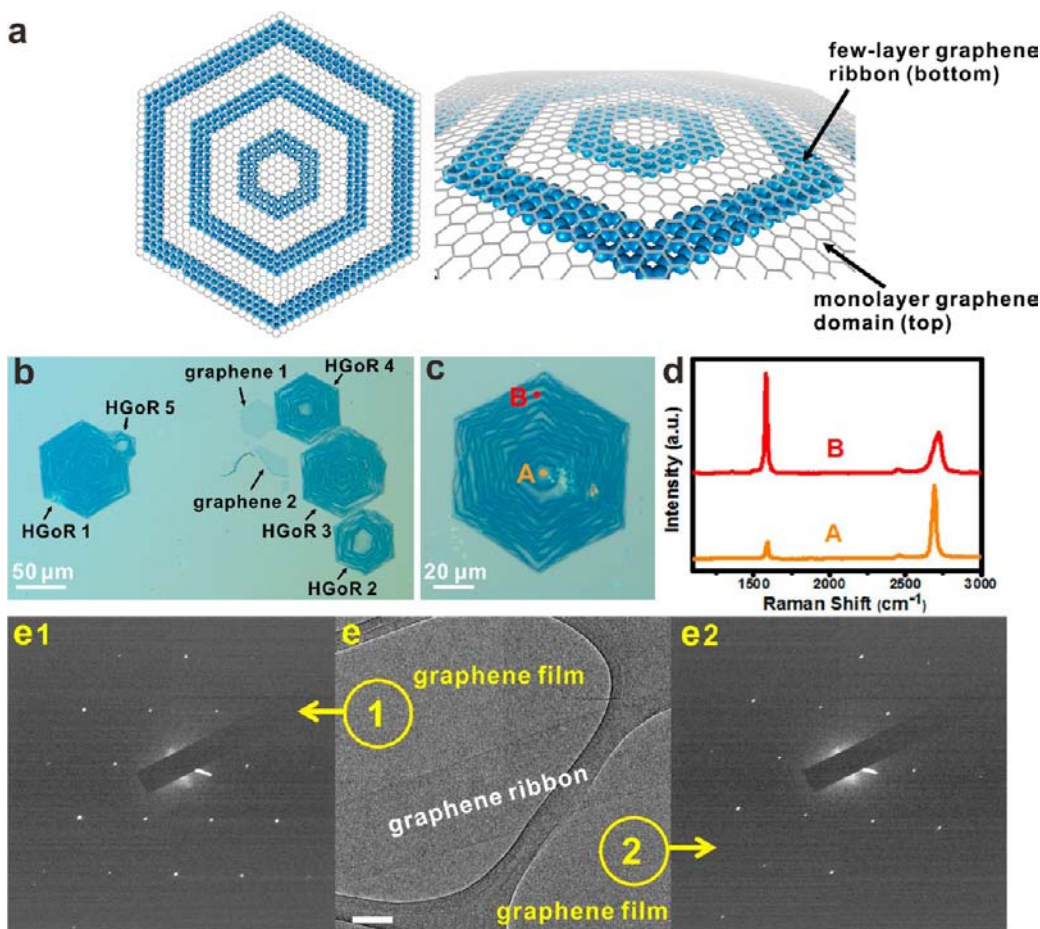 a
few-layer graphene
ribbon (bottom)
monolayer graphene
domain (top)
b
graphene 1
HGoR 4
HGoR 5
graphene 2
HGoR 1
HGoR 3
HGoR 2
50 µm
c
B
A
20 µm
d
Intensity (a.u.)
B
A
1500
2000
2500
3000
Raman Shift (cm⁻¹)
e1
e
graphene film
1
graphene ribbon
2
graphene film
e2